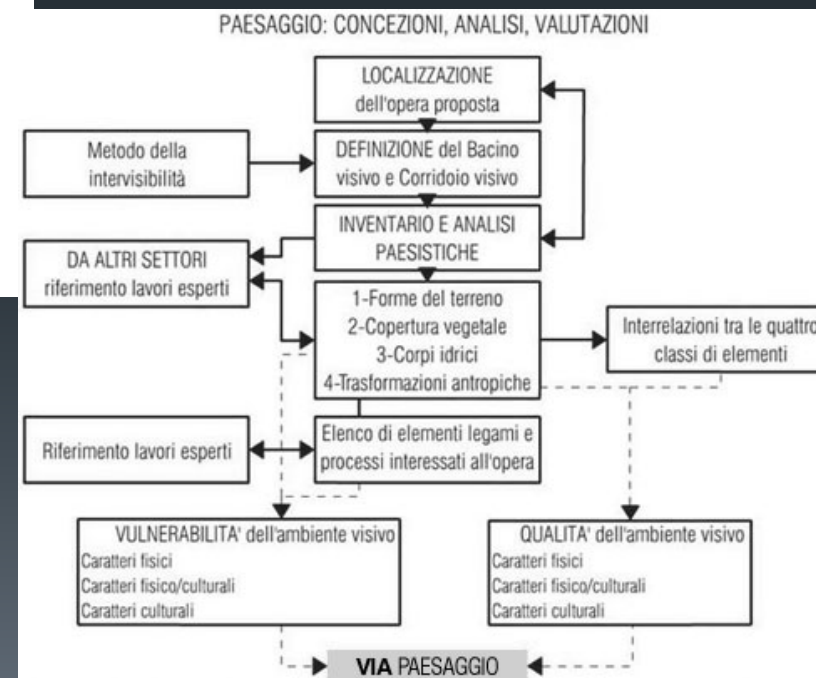 PAESAGGIO: CONCEZIONI, ANALISI, VALUTAZIONI
LOCALIZZAZIONE
dell'opera proposta
Metodo della
intervisibilità
DEFINIZIONE del Bacino
visivo e Corridoio visivo
INVENTARIO E ANALISI
PAESISTICHE
DA ALTRI SETTORI
riferimento lavori esperti
1-Forme del terreno
2-Copertura vegetale
3-Corpi idrici
4-Trasformazioni antropiche
Interrelazioni tra le quattro
classi di elementi
Riferimento lavori esperti
Elenco di elementi legami e
processi interessati all'opera
VULNERABILITA' dell'ambiente visivo
Caratteri fisici
Caratteri fisico/culturali
Caratteri culturali
QUALITA' dell'ambiente visivo
Caratteri fisici
Caratteri fisico/culturali
Caratteri culturali
VIA PAESAGGIO